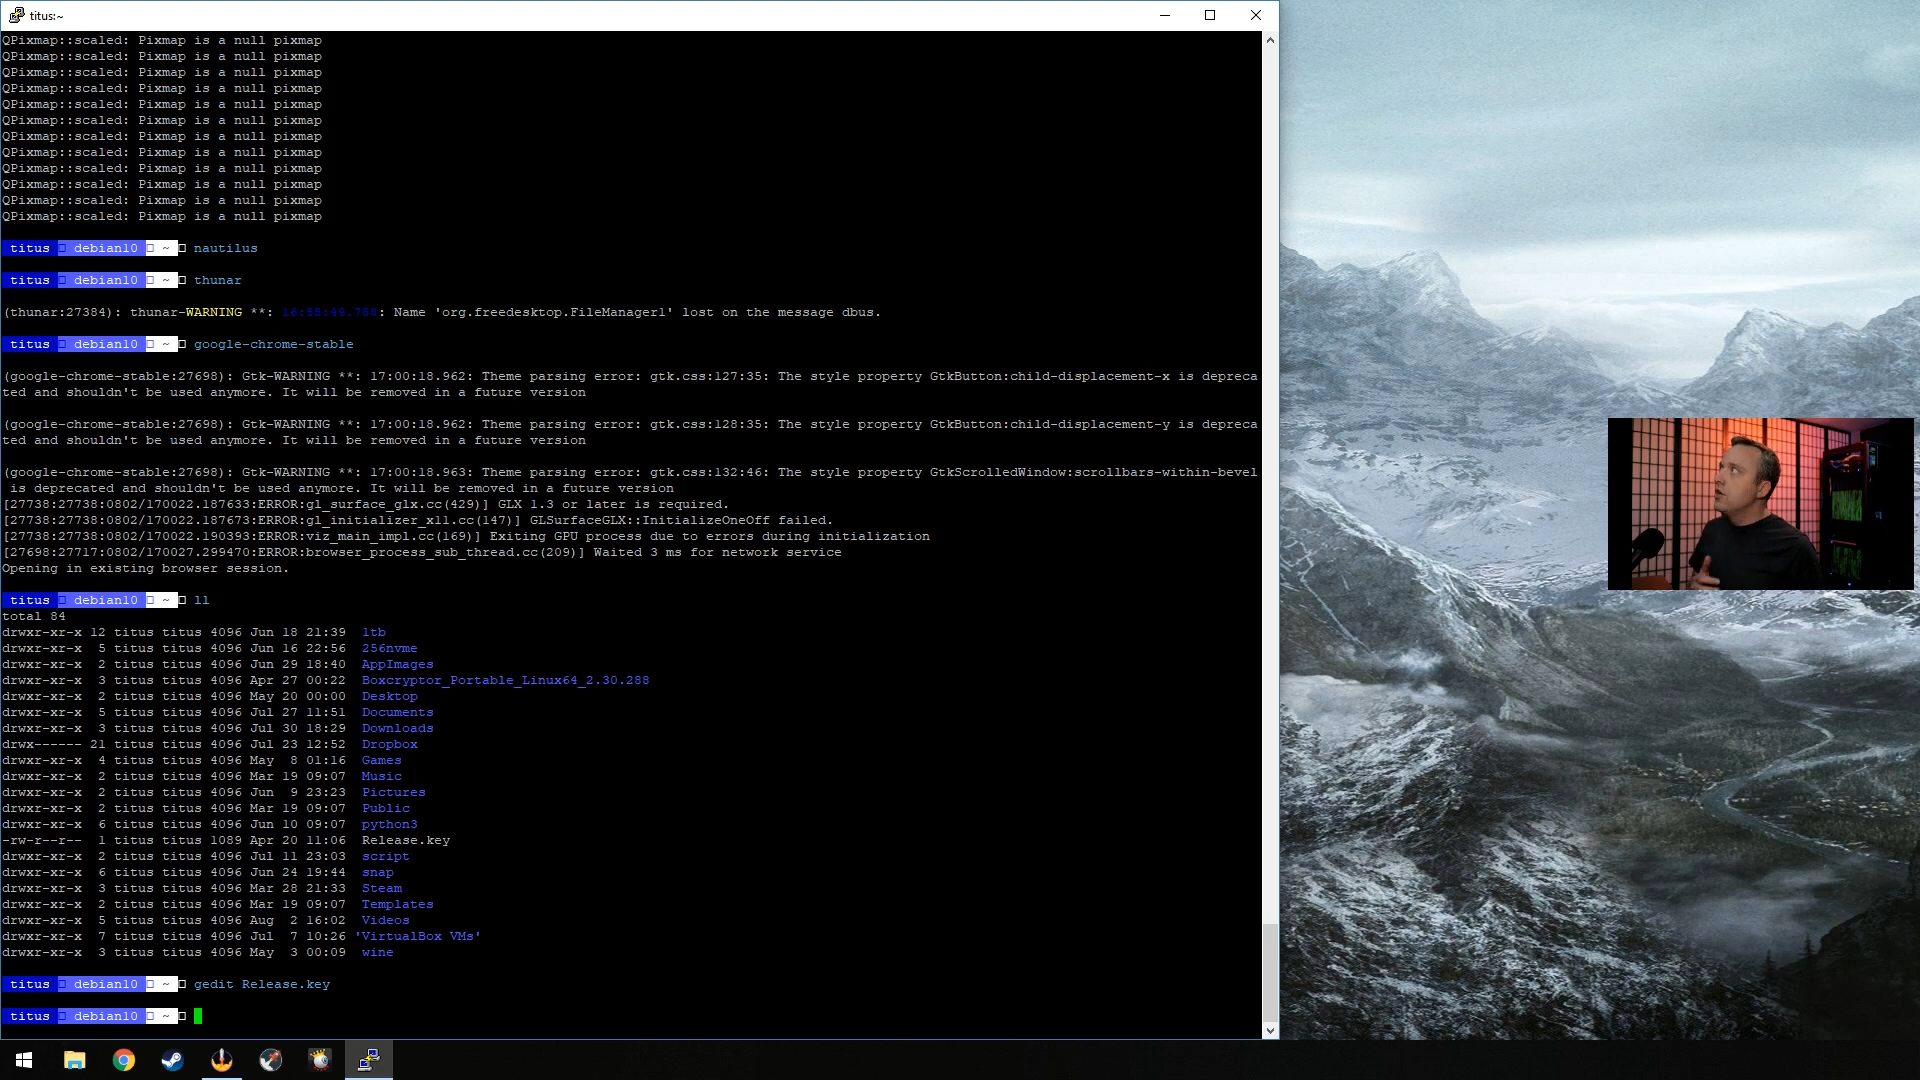 titus:~
QPixmap::scaled: Pixmap is a null pixmap
QPixmap::scaled: Pixmap is a null pixmap
QPixmap::scaled: Pixmap is a null pixmap
QPixmap::scaled: Pixmap is a null pixmap
QPixmap::scaled: Pixmap is a null pixmap
QPixmap::scaled: Pixmap is a null pixmap
QPixmap::scaled: Pixmap is a null pixmap
QPixmap::scaled: Pixmap is a null pixmap
QPixmap::scaled: Pixmap is a null pixmap
QPixmap::scaled: Pixmap is a null pixmap
QPixmap::scaled: Pixmap is a null pixmap
QPixmap::scaled: Pixmap is a null pixmap
titus debian10 ~ nautilus
titus debian10 ~ thunar
(thunar:27384): thunar-WARNING **: 16:58:49.788: Name 'org.freedesktop.FileManager1' lost on the message dbus.
titus debian10 ~ google-chrome-stable
(google-chrome-stable:27698): Gtk-WARNING **: 17:00:18.962: Theme parsing error: gtk.css:127:35: The style property GtkButton:child-displacement-x is depreca
ted and shouldn't be used anymore. It will be removed in a future version
(google-chrome-stable:27698): Gtk-WARNING **: 17:00:18.962: Theme parsing error: gtk.css:128:35: The style property GtkButton:child-displacement-y is depreca
ted and shouldn't be used anymore. It will be removed in a future version
(google-chrome-stable:27698): Gtk-WARNING **: 17:00:18.963: Theme parsing error: gtk.css:132:46: The style property GtkScrolledWindow:scrollbars-within-bevel
is deprecated and shouldn't be used anymore. It will be removed in a future version
[27738:27738:0802/170022.187633:ERROR:gl_surface_glx.cc(429)] GLX 1.3 or later is required.
[27738:27738:0802/170022.187673:ERROR:gl_initializer_x11.cc(147)] GLSurfaceGLX::InitializeOneOff failed.
[27738:27738:0802/170022.190393:ERROR:viz_main_impl.cc(169)] Exiting GPU process due to errors during initialization
[27698:27717:0802/170027.299470:ERROR:browser_process_sub_thread.cc(209)] Waited 3 ms for network service
Opening in existing browser session.
titus debian10 ~ ll
total 84
drwxr-xr-x 12 titus titus 4096 Jun 18 21:39 1tb
drwxr-xr-x 5 titus titus 4096 Jun 16 22:56 256nvme
drwxr-xr-x 2 titus titus 4096 Jun 29 18:40 AppImages
drwxr-xr-x 3 titus titus 4096 Apr 27 00:22 Boxcryptor_Portable_Linux64_2.30.288
drwxr-xr-x 2 titus titus 4096 May 20 00:00 Desktop
drwxr-xr-x 5 titus titus 4096 Jul 27 11:51 Documents
drwxr-xr-x 3 titus titus 4096 Jul 30 18:29 Downloads
drwx------ 21 titus titus 4096 Jul 23 12:52 Dropbox
drwxr-xr-x 4 titus titus 4096 May 8 01:16 Games
drwxr-xr-x 2 titus titus 4096 Mar 19 09:07 Music
drwxr-xr-x 2 titus titus 4096 Jun 9 23:23 Pictures
drwxr-xr-x 2 titus titus 4096 Mar 19 09:07 Public
drwxr-xr-x 6 titus titus 4096 Jun 10 09:07 python3
-rw-r--r-- 1 titus titus 1089 Apr 20 11:06 Release.key
drwxr-xr-x 2 titus titus 4096 Jul 11 23:03 script
drwxr-xr-x 6 titus titus 4096 Jun 24 19:44 snap
drwxr-xr-x 3 titus titus 4096 Mar 28 21:33 Steam
drwxr-xr-x 2 titus titus 4096 Mar 19 09:07 Templates
drwxr-xr-x 5 titus titus 4096 Aug 2 16:02 Videos
drwxr-xr-x 7 titus titus 4096 Jul 7 10:26 'VirtualBox VMs'
drwxr-xr-x 3 titus titus 4096 May 3 00:09 wine
titus debian10 ~ gedit Release.key
titus debian10 ~